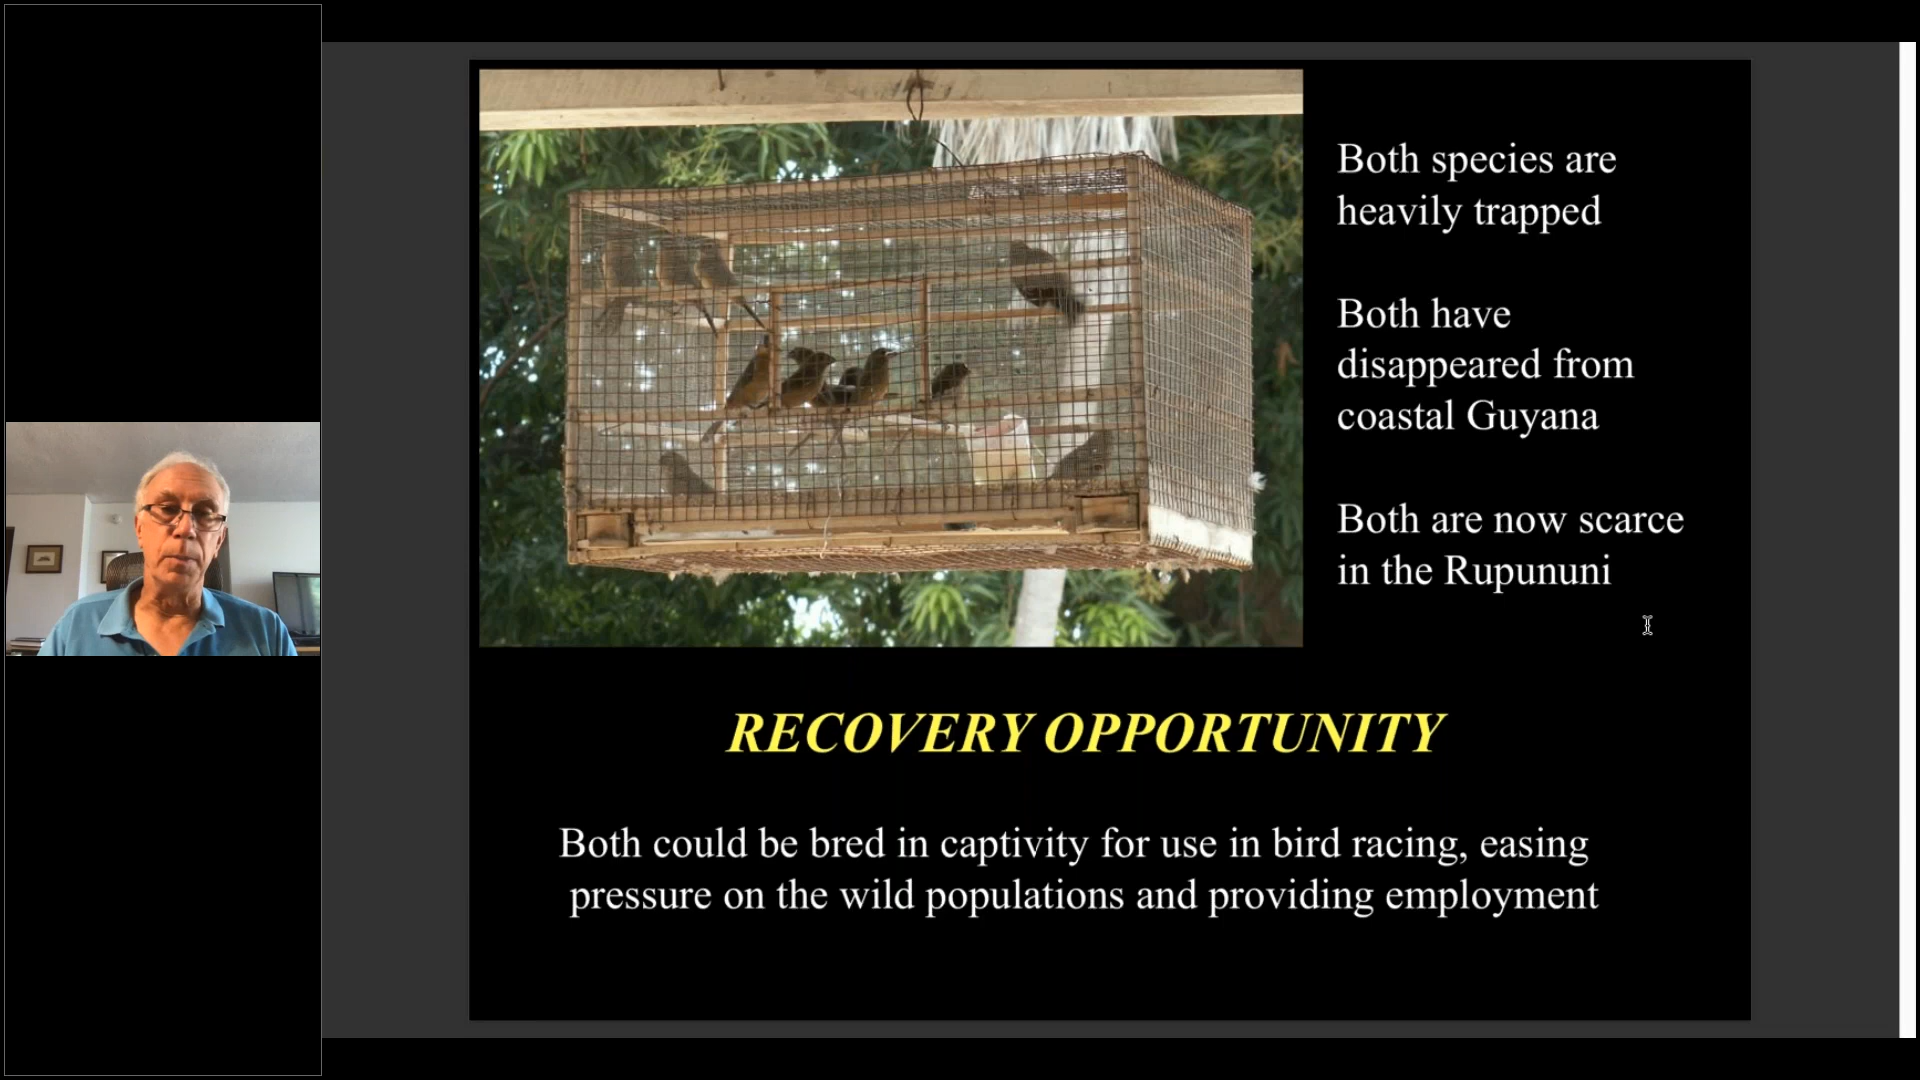 Both species are
heavily trapped
Both have
disappeared from
coastal Guyana
Both are now scarce
in the Rupununi
RECOVERY OPPORTUNITY
Both could be bred in captivity for use in bird racing, easing
pressure on the wild populations and providing employment